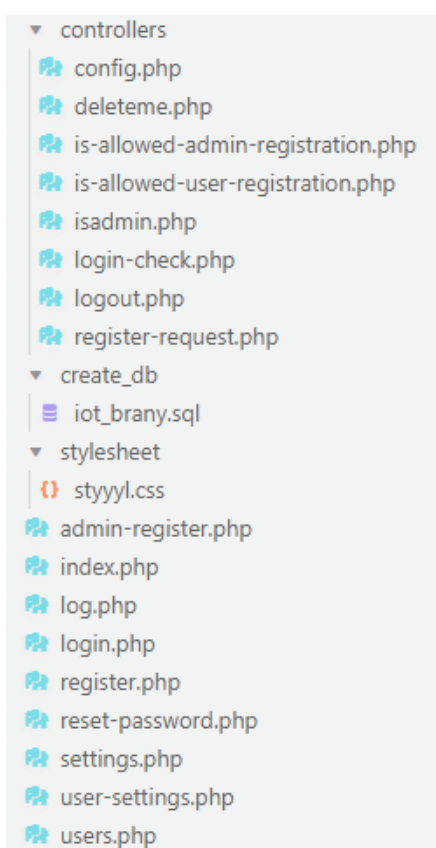 controllers
config.php
deleteme.php
is-allowed-admin-registration.php
is-allowed-user-registration.php
isadmin.php
login-check.php
logout.php
register-request.php
create_db
iot_brany.sql
stylesheet
styyyl.css
admin-register.php
index.php
log.php
login.php
register.php
reset-password.php
settings.php
user-settings.php
users.php